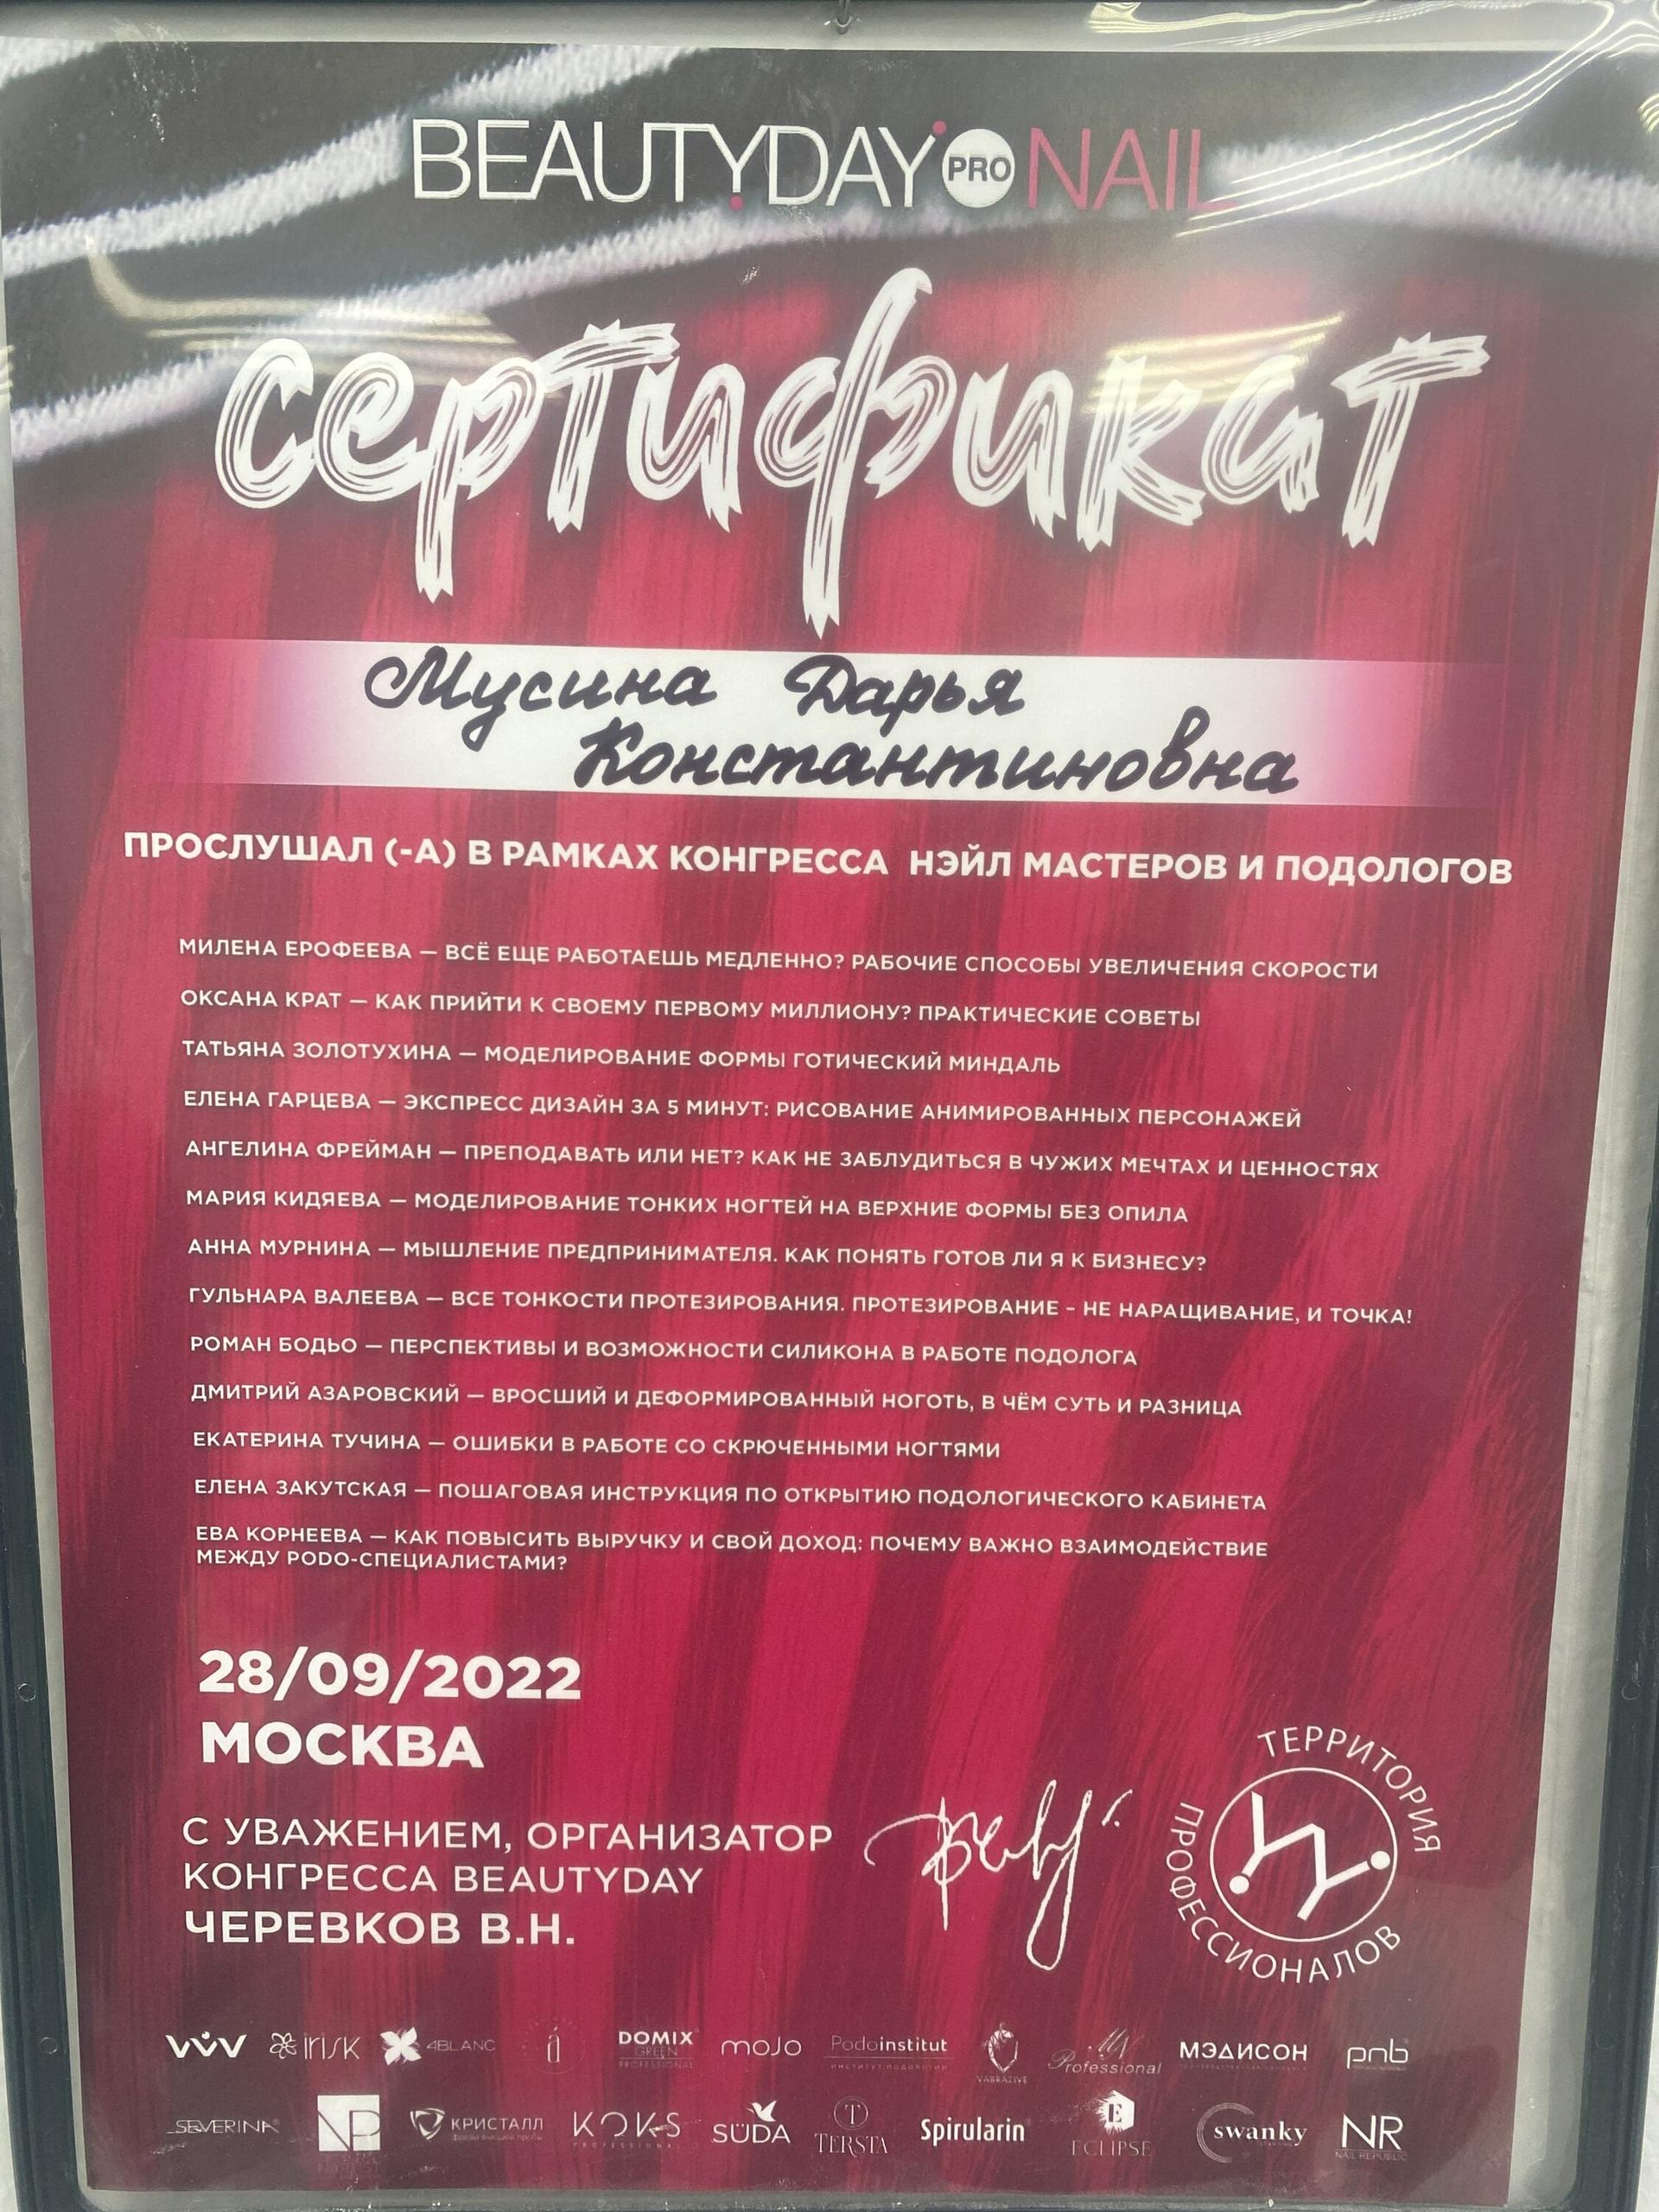 BEAUTYDAY PRO NAIL
сертификат
Мусина Дарья
Константиновна
ПРОСЛУШАЛ (-А) В РАМКАХ КОНГРЕССА НЭЙЛ МАСТЕРОВ И ПОДОЛОГОВ
МИЛЕНА ЕРОФЕЕВА — ВСЁ ЕЩЕ РАБОТАЕШЬ МЕДЛЕННО? РАБОЧИЕ СПОСОБЫ УВЕЛИЧЕНИЯ СКОРОСТИ
ОКСАНА КРАТ — КАК ПРИЙТИ К СВОЕМУ ПЕРВОМУ МИЛЛИОНУ? ПРАКТИЧЕСКИЕ СОВЕТЫ
ТАТЬЯНА ЗОЛОТУХИНА — МОДЕЛИРОВАНИЕ ФОРМЫ ГОТИЧЕСКИЙ МИНДАЛЬ
ЕЛЕНА ГАРЦЕВА — ЭКСПРЕСС ДИЗАЙН ЗА 5 МИНУТ: РИСОВАНИЕ АНИМИРОВАННЫХ ПЕРСОНАЖЕЙ
АНГЕЛИНА ФРЕЙМАН — ПРЕПОДАВАТЬ ИЛИ НЕТ? КАК НЕ ЗАБЛУДИТЬСЯ В ЧУЖИХ МЕЧТАХ И ЦЕННОСТЯХ
МАРИЯ КИДЯЕВА — МОДЕЛИРОВАНИЕ ТОНКИХ НОГТЕЙ НА ВЕРХНИЕ ФОРМЫ БЕЗ ОПИЛА
АННА МУРНИНА — МЫШЛЕНИЕ ПРЕДПРИНИМАТЕЛЯ. КАК ПОНЯТЬ ГОТОВ ЛИ Я К БИЗНЕСУ?
ГУЛЬНАРА ВАЛЕЕВА — ВСЕ ТОНКОСТИ ПРОТЕЗИРОВАНИЯ. ПРОТЕЗИРОВАНИЕ – НЕ НАРАЩИВАНИЕ, И ТОЧКА!
РОМАН БОДЬО — ПЕРСПЕКТИВЫ И ВОЗМОЖНОСТИ СИЛИКОНА В РАБОТЕ ПОДОЛОГА
ДМИТРИЙ АЗАРОВСКИЙ — ВРОСШИЙ И ДЕФОРМИРОВАННЫЙ НОГОТЬ, В ЧЁМ СУТЬ И РАЗНИЦА
ЕКАТЕРИНА ТУЧИНА — ОШИБКИ В РАБОТЕ СО СКРЮЧЕННЫМИ НОГТЯМИ
ЕЛЕНА ЗАКУТСКАЯ — ПОШАГОВАЯ ИНСТРУКЦИЯ ПО ОТКРЫТИЮ ПОДОЛОГИЧЕСКОГО КАБИНЕТА
ЕВА КОРНЕЕВА — КАК ПОВЫСИТЬ ВЫРУЧКУ И СВОЙ ДОХОД: ПОЧЕМУ ВАЖНО ВЗАИМОДЕЙСТВИЕ
МЕЖДУ PODO-СПЕЦИАЛИСТАМИ?
28/09/2022
МОСКВА
С УВАЖЕНИЕМ, ОРГАНИЗАТОР
КОНГРЕССА BEAUTYDAY
ЧЕРЕВКОВ В.Н.
ТЕРРИТОРИЯ
ПРОФЕССИОНАЛОВ
IRISK 4BLANC á DOMIX GREEN PROFESSIONAL mojo Podoinstitut ИНСТИТУТ ПОДОЛОГИИ VABRAZIVE Professional МЭДИСОН pnb
SEVERINA NP КРИСТАЛЛ KOKS PROFESSIONAL SÜDA TERSTA Spirularin ECLIPSE swanky NR NAIL REPUBLIC